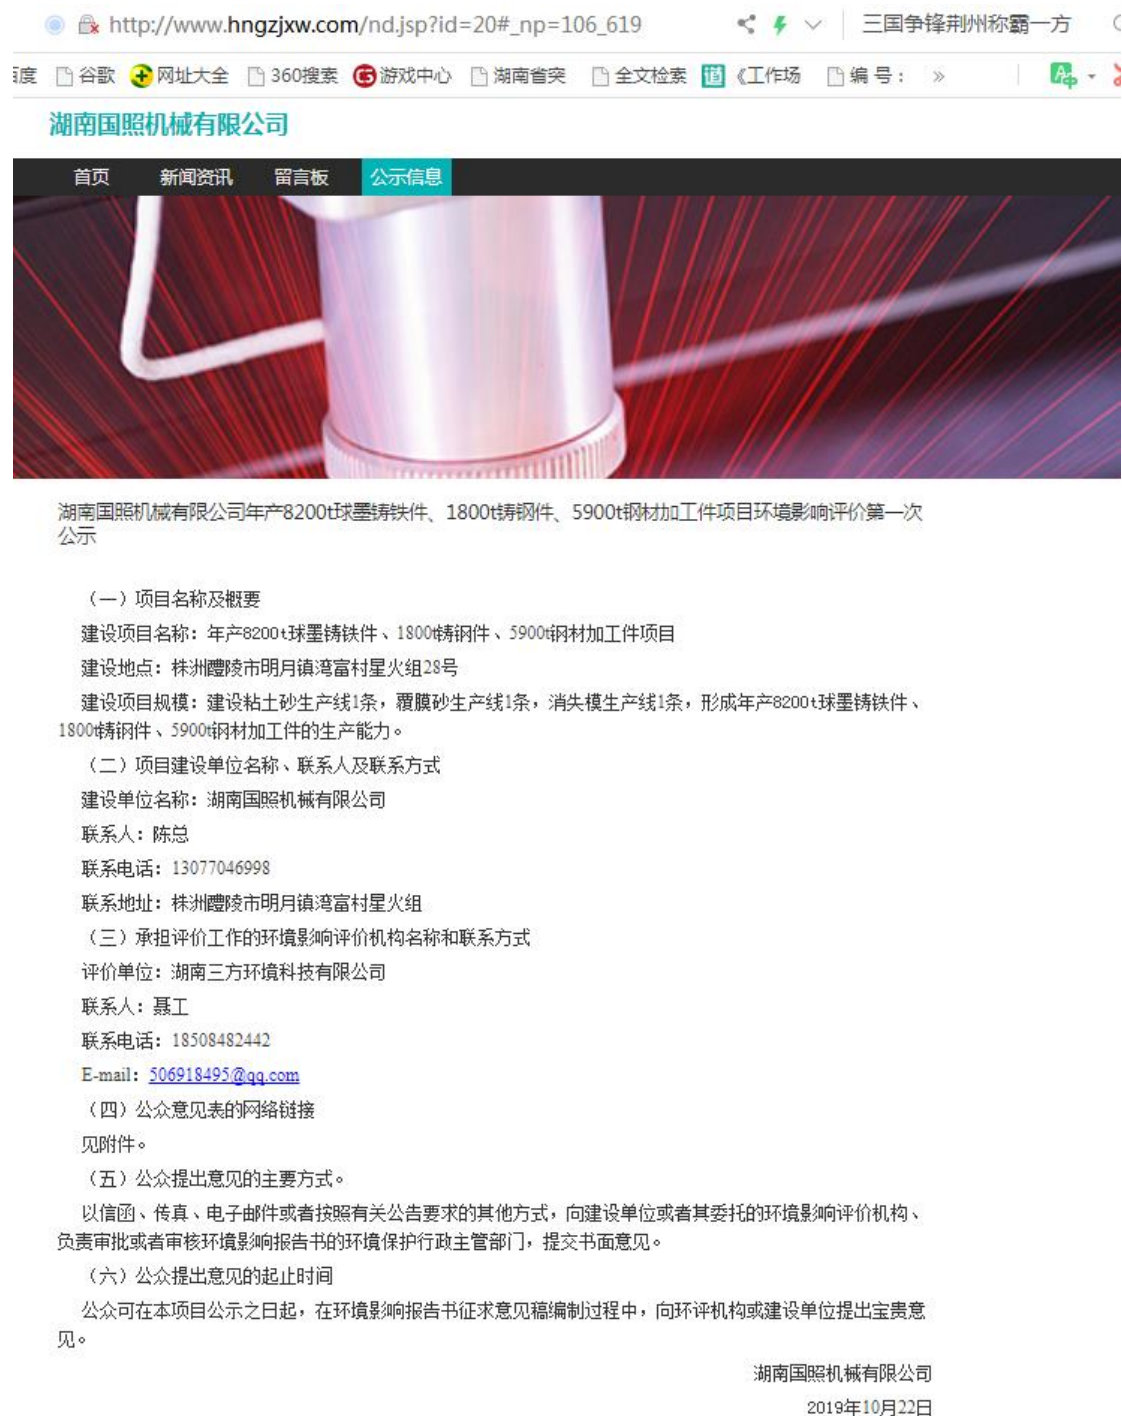 http://www.hngzjxw.com/nd.jsp?id=20#_np=106_619 三国争锋荆州称霸一方
百度 谷歌 网址大全 360搜索 游戏中心 湖南省突 全文检索 《工作场 编 号： »
湖南国照机械有限公司
首页 新闻资讯 留言板 公示信息
湖南国照机械有限公司年产8200t球墨铸铁件、1800t铸钢件、5900t钢材加工件项目环境影响评价第一次
公示
（一）项目名称及概要
建设项目名称：年产8200t球墨铸铁件、1800t铸钢件、5900t钢材加工件项目
建设地点：株洲醴陵市明月镇湾富村星火组28号
建设项目规模：建设粘土砂生产线1条，覆膜砂生产线1条，消失模生产线1条，形成年产8200t球墨铸铁件、
1800t铸钢件、5900t钢材加工件的生产能力。
（二）项目建设单位名称、联系人及联系方式
建设单位名称：湖南国照机械有限公司
联系人：陈总
联系电话：13077046998
联系地址：株洲醴陵市明月镇湾富村星火组
（三）承担评价工作的环境影响评价机构名称和联系方式
评价单位：湖南三方环境科技有限公司
联系人：聂工
联系电话：18508482442
E-mail：506918495@qq.com
（四）公众意见表的网络链接
见附件。
（五）公众提出意见的主要方式。
以信函、传真、电子邮件或者按照有关公告要求的其他方式，向建设单位或者其委托的环境影响评价机构、
负责审批或者审核环境影响报告书的环境保护行政主管部门，提交书面意见。
（六）公众提出意见的起止时间
公众可在本项目公示之日起，在环境影响报告书征求意见稿编制过程中，向环评机构或建设单位提出宝贵意
见。
湖南国照机械有限公司
2019年10月22日